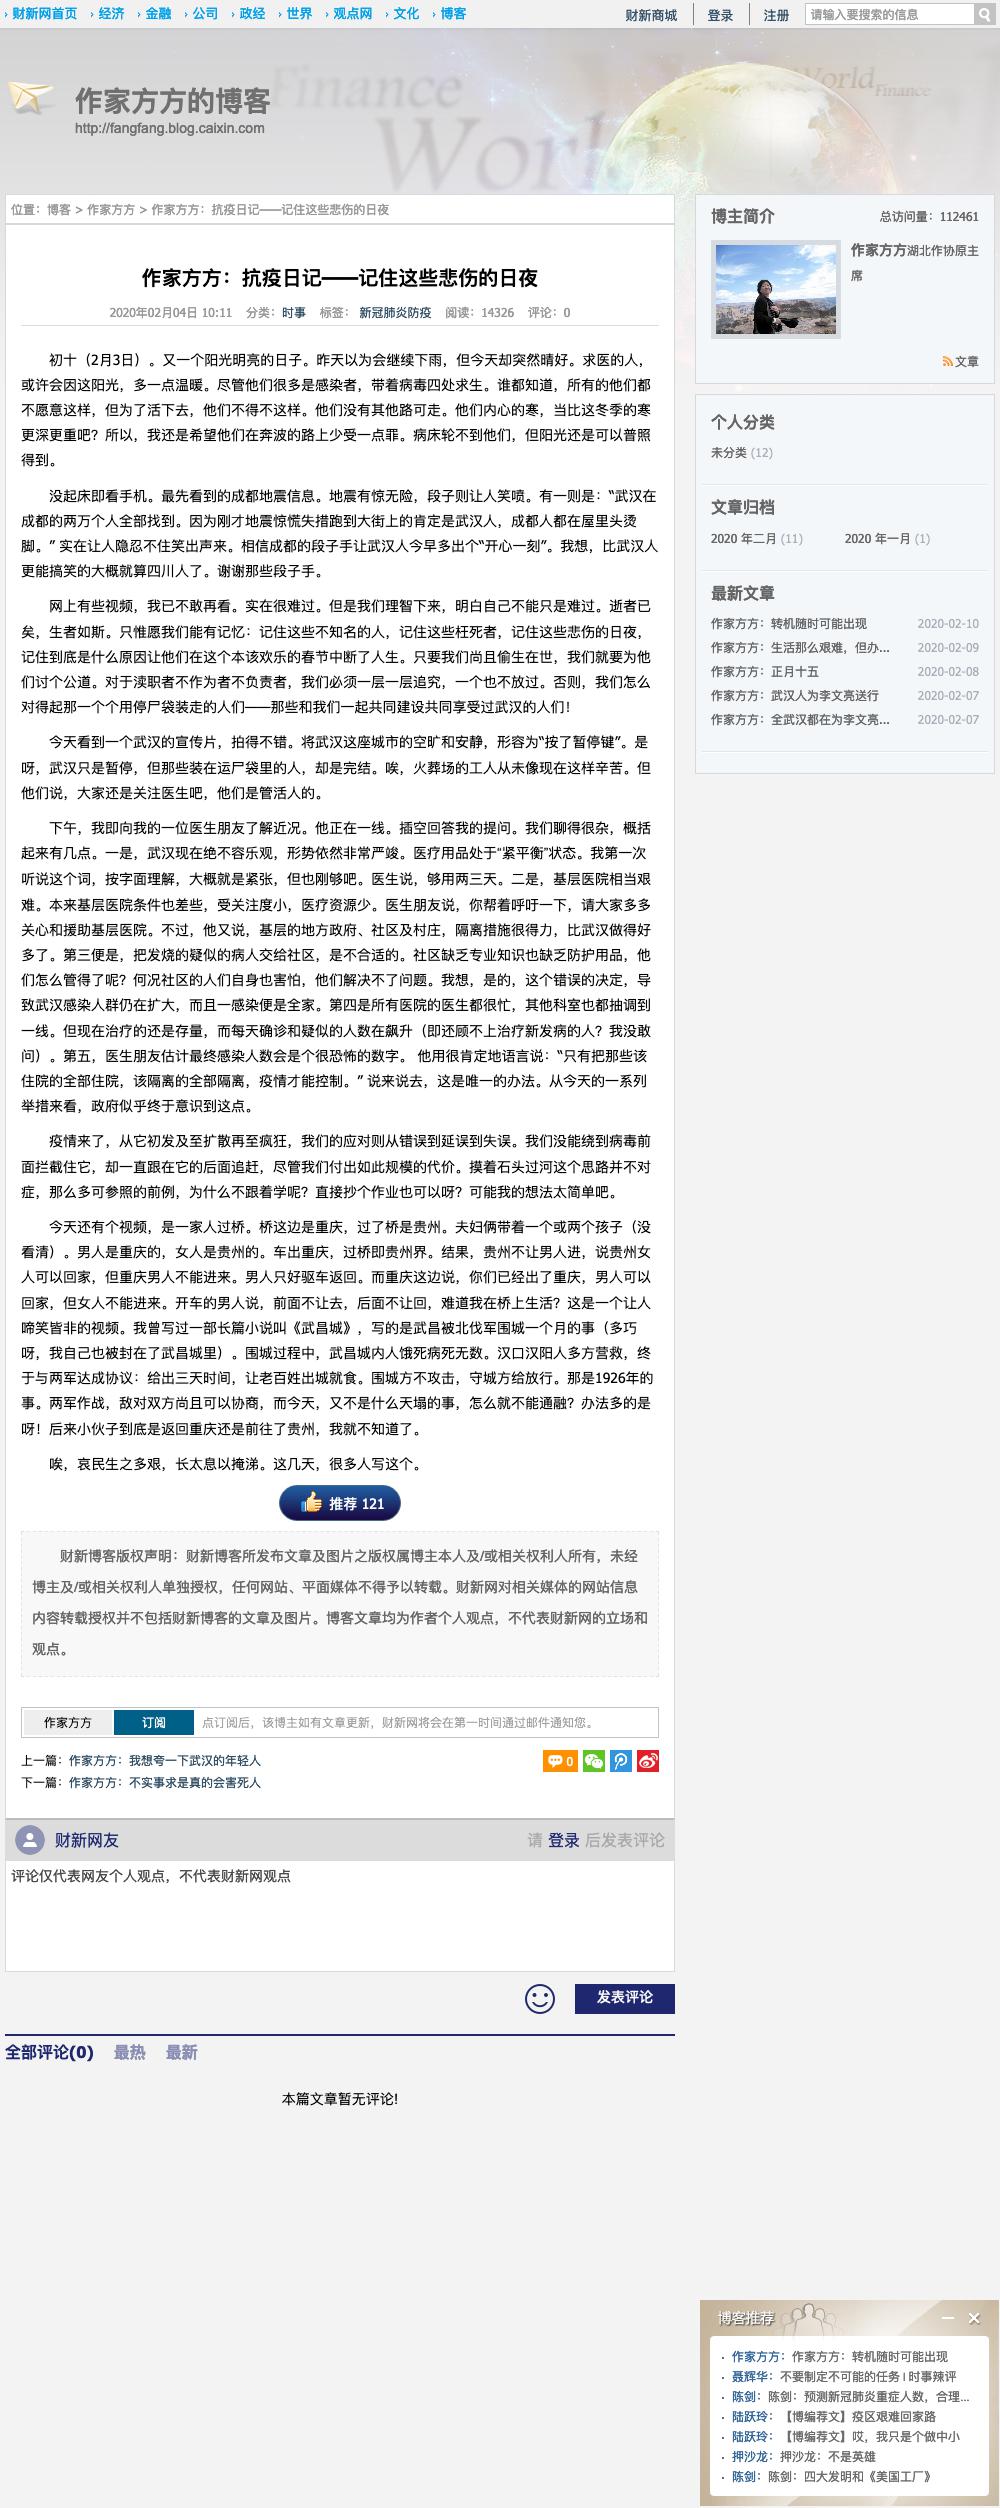 财新网首页 经济 金融 公司 政经 世界 观点网 文化 博客
财新商城 登录 注册 请输入要搜索的信息
Finance
World
World
Finance
作家方方的博客
http://fangfang.blog.caixin.com
位置：博客 > 作家方方 > 作家方方：抗疫日记——记住这些悲伤的日夜
作家方方：抗疫日记——记住这些悲伤的日夜
2020年02月04日 10:11 分类：时事 标签： 新冠肺炎防疫 阅读：14326 评论：0
初十（2月3日）。又一个阳光明亮的日子。昨天以为会继续下雨，但今天却突然晴好。求医的人，
或许会因这阳光，多一点温暖。尽管他们很多是感染者，带着病毒四处求生。谁都知道，所有的他们都
不愿意这样，但为了活下去，他们不得不这样。他们没有其他路可走。他们内心的寒，当比这冬季的寒
更深更重吧？所以，我还是希望他们在奔波的路上少受一点罪。病床轮不到他们，但阳光还是可以普照
得到。
没起床即看手机。最先看到的成都地震信息。地震有惊无险，段子则让人笑喷。有一则是：“武汉在
成都的两万个人全部找到。因为刚才地震惊慌失措跑到大街上的肯定是武汉人，成都人都在屋里头烫
脚。” 实在让人隐忍不住笑出声来。相信成都的段子手让武汉人今早多出个“开心一刻”。我想，比武汉人
更能搞笑的大概就算四川人了。谢谢那些段子手。
网上有些视频，我已不敢再看。实在很难过。但是我们理智下来，明白自己不能只是难过。逝者已
矣，生者如斯。只惟愿我们能有记忆：记住这些不知名的人，记住这些枉死者，记住这些悲伤的日夜，
记住到底是什么原因让他们在这个本该欢乐的春节中断了人生。只要我们尚且偷生在世，我们就要为他
们讨个公道。对于渎职者不作为者不负责者，我们必须一层一层追究，一个也不放过。否则，我们怎么
对得起那一个个用停尸袋装走的人们——那些和我们一起共同建设共同享受过武汉的人们！
今天看到一个武汉的宣传片，拍得不错。将武汉这座城市的空旷和安静，形容为“按了暂停键”。是
呀，武汉只是暂停，但那些装在运尸袋里的人，却是完结。唉，火葬场的工人从未像现在这样辛苦。但
他们说，大家还是关注医生吧，他们是管活人的。
下午，我即向我的一位医生朋友了解近况。他正在一线。插空回答我的提问。我们聊得很杂，概括
起来有几点。一是，武汉现在绝不容乐观，形势依然非常严竣。医疗用品处于“紧平衡”状态。我第一次
听说这个词，按字面理解，大概就是紧张，但也刚够吧。医生说，够用两三天。二是，基层医院相当艰
难。本来基层医院条件也差些，受关注度小，医疗资源少。医生朋友说，你帮着呼吁一下，请大家多多
关心和援助基层医院。不过，他又说，基层的地方政府、社区及村庄，隔离措施很得力，比武汉做得好
多了。第三便是，把发烧的疑似的病人交给社区，是不合适的。社区缺乏专业知识也缺乏防护用品，他
们怎么管得了呢？何况社区的人们自身也害怕，他们解决不了问题。我想，是的，这个错误的决定，导
致武汉感染人群仍在扩大，而且一感染便是全家。第四是所有医院的医生都很忙，其他科室也都抽调到
一线。但现在治疗的还是存量，而每天确诊和疑似的人数在飙升（即还顾不上治疗新发病的人？我没敢
问）。第五，医生朋友估计最终感染人数会是个很恐怖的数字。 他用很肯定地语言说：“只有把那些该
住院的全部住院，该隔离的全部隔离，疫情才能控制。” 说来说去，这是唯一的办法。从今天的一系列
举措来看，政府似乎终于意识到这点。
疫情来了，从它初发及至扩散再至疯狂，我们的应对则从错误到延误到失误。我们没能绕到病毒前
面拦截住它，却一直跟在它的后面追赶，尽管我们付出如此规模的代价。摸着石头过河这个思路并不对
症，那么多可参照的前例，为什么不跟着学呢？直接抄个作业也可以呀？可能我的想法太简单吧。
今天还有个视频，是一家人过桥。桥这边是重庆，过了桥是贵州。夫妇俩带着一个或两个孩子（没
看清）。男人是重庆的，女人是贵州的。车出重庆，过桥即贵州界。结果，贵州不让男人进，说贵州女
人可以回家，但重庆男人不能进来。男人只好驱车返回。而重庆这边说，你们已经出了重庆，男人可以
回家，但女人不能进来。开车的男人说，前面不让去，后面不让回，难道我在桥上生活？这是一个让人
啼笑皆非的视频。我曾写过一部长篇小说叫《武昌城》，写的是武昌被北伐军围城一个月的事（多巧
呀，我自己也被封在了武昌城里）。围城过程中，武昌城内人饿死病死无数。汉口汉阳人多方营救，终
于与两军达成协议：给出三天时间，让老百姓出城就食。围城方不攻击，守城方给放行。那是1926年的
事。两军作战，敌对双方尚且可以协商，而今天，又不是什么天塌的事，怎么就不能通融？办法多的是
呀！后来小伙子到底是返回重庆还是前往了贵州，我就不知道了。
唉，哀民生之多艰，长太息以掩涕。这几天，很多人写这个。
推荐 121
财新博客版权声明：财新博客所发布文章及图片之版权属博主本人及/或相关权利人所有，未经
博主及/或相关权利人单独授权，任何网站、平面媒体不得予以转载。财新网对相关媒体的网站信息
内容转载授权并不包括财新博客的文章及图片。博客文章均为作者个人观点，不代表财新网的立场和
观点。
作家方方 订阅 点订阅后，该博主如有文章更新，财新网将会在第一时间通过邮件通知您。
上一篇：作家方方：我想夸一下武汉的年轻人
0
下一篇：作家方方：不实事求是真的会害死人
财新网友 请 登录 后发表评论
评论仅代表网友个人观点，不代表财新网观点
发表评论
全部评论(0) 最热 最新
本篇文章暂无评论!
博主简介 总访问量：112461
作家方方湖北作协原主
席
文章
个人分类
未分类 (12)
文章归档
2020 年二月 (11) 2020 年一月 (1)
最新文章
作家方方：转机随时可能出现 2020-02-10
作家方方：生活那么艰难，但办... 2020-02-09
作家方方：正月十五 2020-02-08
作家方方：武汉人为李文亮送行 2020-02-07
作家方方：全武汉都在为李文亮... 2020-02-07
博客推荐
作家方方：作家方方：转机随时可能出现
聂辉华：不要制定不可能的任务 | 时事辣评
陈剑：陈剑：预测新冠肺炎重症人数，合理...
陆跃玲：【博编荐文】疫区艰难回家路
陆跃玲：【博编荐文】哎，我只是个做中小
押沙龙：押沙龙：不是英雄
陈剑：陈剑：四大发明和《美国工厂》